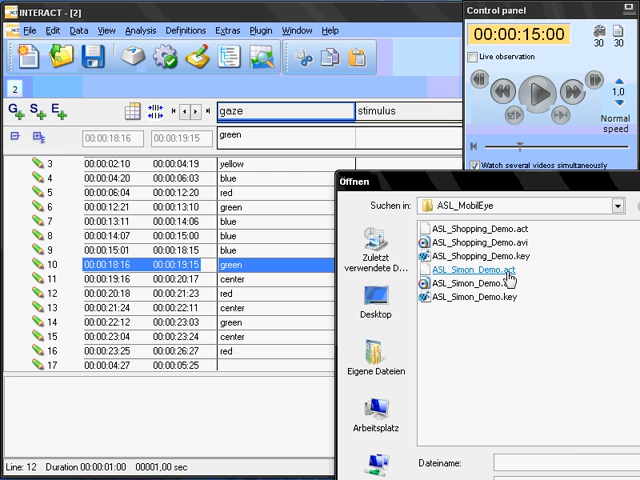 INTERACT - [2]
File Edit View Data Analysis Definitions Extras Plugin Window ?
2
G S E
gaze stimulus
00:00:18:16 00:00:19:15 green
3 00:00:02:10 00:00:04:19 yellow
4 00:00:04:20 00:00:06:03 blue
5 00:00:06:04 00:00:12:20 red
6 00:00:12:21 00:00:13:10 green
7 00:00:13:11 00:00:14:06 blue
8 00:00:14:07 00:00:15:00 blue
9 00:00:15:01 00:00:18:15 blue
10 00:00:18:16 00:00:19:15 green
11 00:00:19:16 00:00:20:17 center
12 00:00:20:18 00:00:21:23 red
13 00:00:21:24 00:00:22:11 center
14 00:00:22:12 00:00:23:03 green
15 00:00:23:04 00:00:23:24 center
16 00:00:23:25 00:00:26:27 red
17 00:00:04:27 00:00:05:25
Line: 12 Duration 00:00:01:00 00001,00 sec
Control panel
00:00:15:00
30 30
Live observation
1,0
Normal
speed
Watch several videos simultaneously
Öffnen
Suchen in: ASL_MobilEye
Zuletzt
verwendete D...
Desktop
Eigene Dateien
Arbeitsplatz
ASL_Shopping_Demo.act
ASL_Shopping_Demo.avi
ASL_Shopping_Demo.key
ASL_Simon_Demo.act
ASL_Simon_Demo.
ASL_Simon_Demo.key
Dateiname: